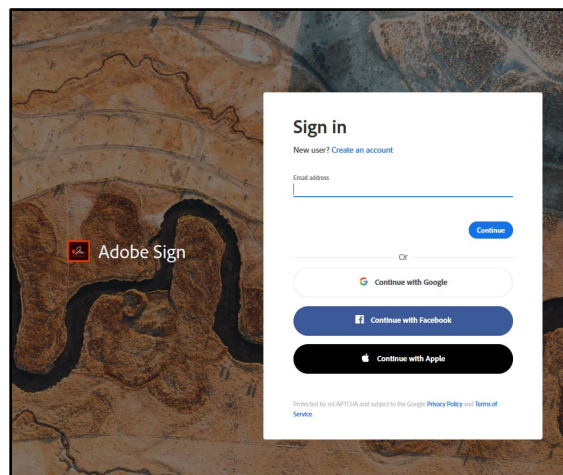 Sign in
New user? Create an account
Email address
Continue
Adobe Sign
Or
Continue with Google
Continue with Facebook
Continue with Apple
Protected by reCAPTCHA and subject to the Google Privacy Policy and Terms of
Service.